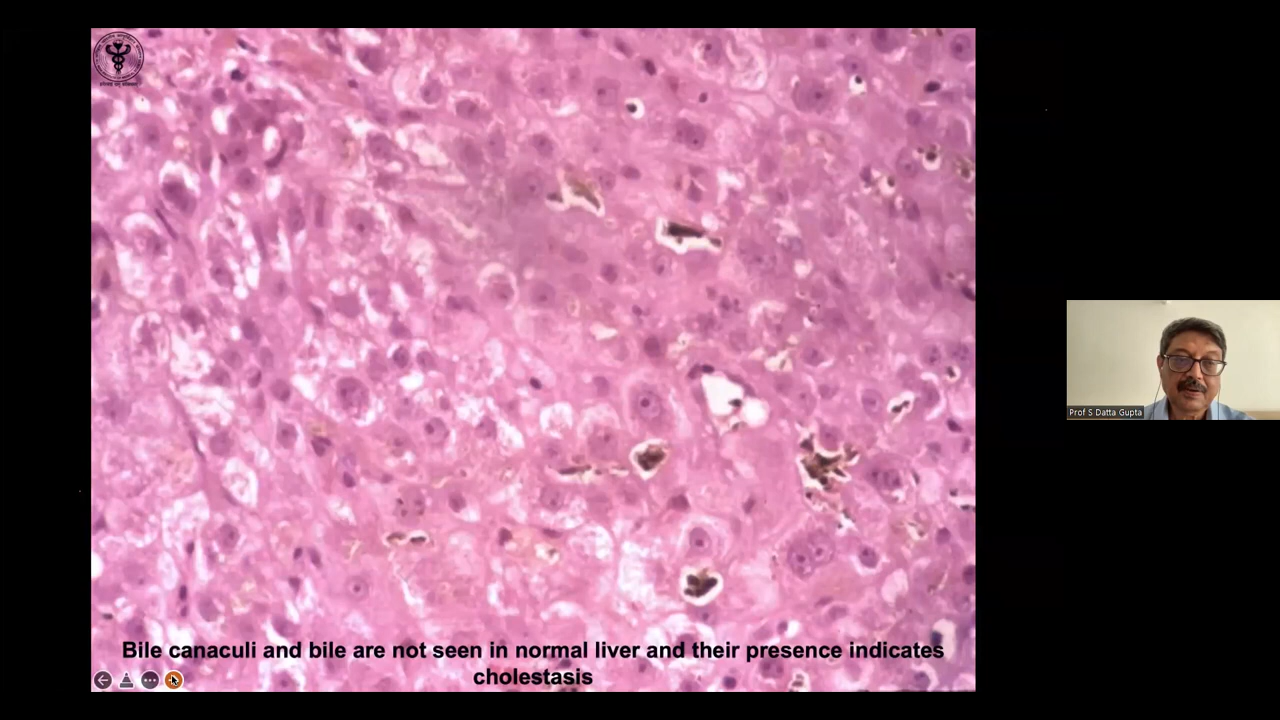 Prof S Datta Gupta
Bile canaculi and bile are not seen in normal liver and their presence indicates
cholestasis